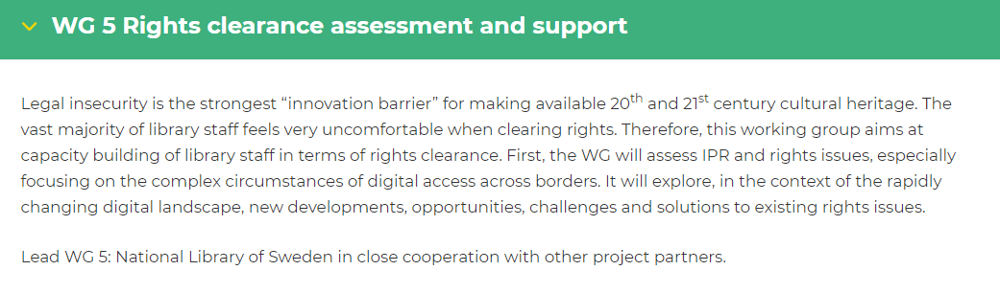 WG 5 Rights clearance assessment and support
Legal insecurity is the strongest “innovation barrier” for making available 20th and 21st century cultural heritage. The
vast majority of library staff feels very uncomfortable when clearing rights. Therefore, this working group aims at
capacity building of library staff in terms of rights clearance. First, the WG will assess IPR and rights issues, especially
focusing on the complex circumstances of digital access across borders. It will explore, in the context of the rapidly
changing digital landscape, new developments, opportunities, challenges and solutions to existing rights issues.
Lead WG 5: National Library of Sweden in close cooperation with other project partners.